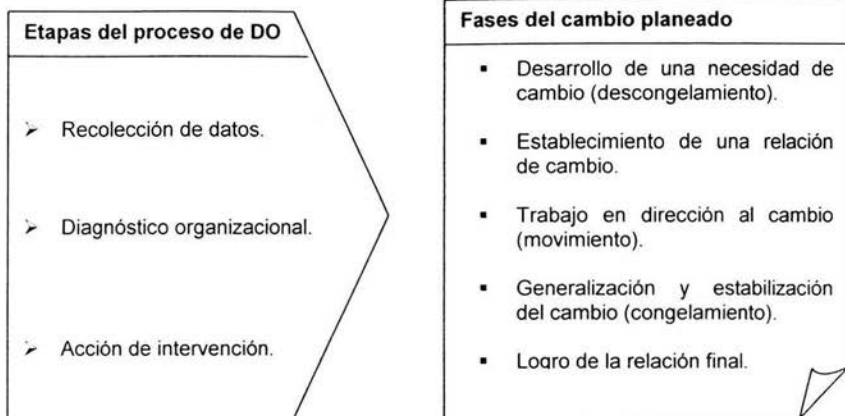 Etapas del proceso de DO
➢ Recolección de datos.
➢ Diagnóstico organizacional.
➢ Acción de intervención.
Fases del cambio planeado
▪ Desarrollo de una necesidad de
cambio (descongelamiento).
▪ Establecimiento de una relación
de cambio.
▪ Trabajo en dirección al cambio
(movimiento).
▪ Generalización y estabilización
del cambio (congelamiento).
▪ Logro de la relación final.